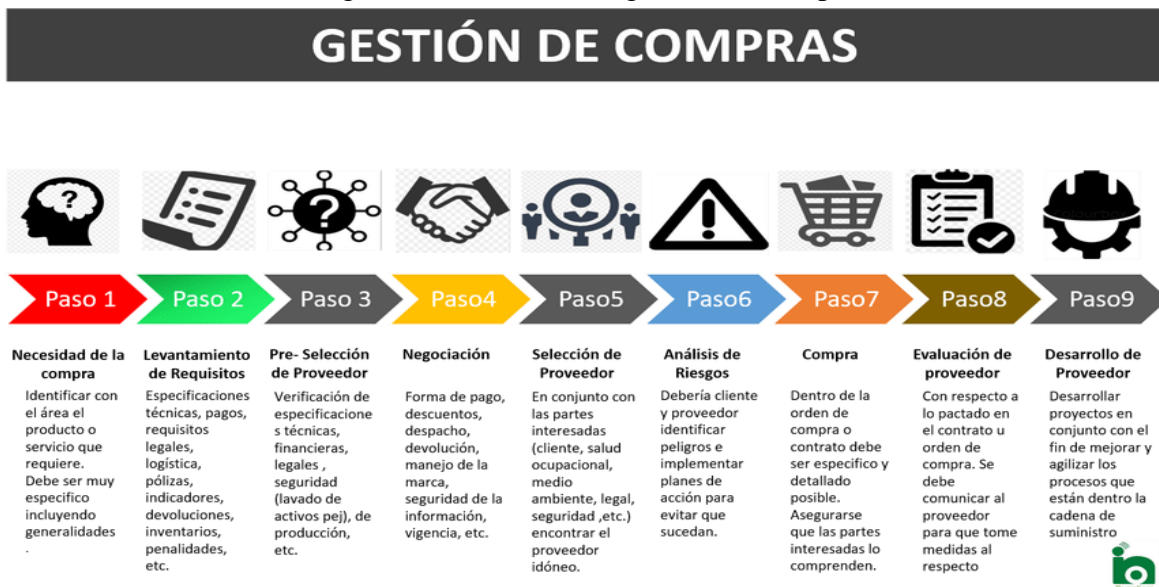 GESTIÓN DE COMPRAS
Paso 1
Paso 2
Paso 3
Paso4
Paso5
Paso6
Paso7
Paso8
Paso9
Necesidad de la
compra
Identificar con
el área el
producto o
servicio que
requiere.
Debe ser muy
especifico
incluyendo
generalidades
.
Levantamiento
de Requisitos
Especificaciones
técnicas, pagos,
requisitos
legales,
logística,
pólizas,
indicadores,
devoluciones,
inventarios,
penalidades,
etc.
Pre- Selección
de Proveedor
Verificación de
especificacione
s técnicas,
financieras,
legales ,
seguridad
(lavado de
activos pej), de
producción,
etc.
Negociación
Forma de pago,
descuentos,
despacho,
devolución,
manejo de la
marca,
seguridad de la
información,
vigencia, etc.
Selección de
Proveedor
En conjunto con
las partes
interesadas
(cliente, salud
ocupacional,
medio
ambiente, legal,
seguridad ,etc.)
encontrar el
proveedor
idóneo.
Análisis de
Riesgos
Debería cliente
y proveedor
identificar
peligros e
implementar
planes de
acción para
evitar que
sucedan.
Compra
Dentro de la
orden de
compra o
contrato debe
ser especifico y
detallado
posible.
Asegurarse
que las partes
interesadas lo
comprenden.
Evaluación de
proveedor
Con respecto a
lo pactado en
el contrato u
orden de
compra. Se
debe
comunicar al
proveedor
para que tome
medidas al
respecto
Desarrollo de
Proveedor
Desarrollar
proyectos en
conjunto con el
fin de mejorar y
agilizar los
procesos que
están dentro la
cadena de
suministro